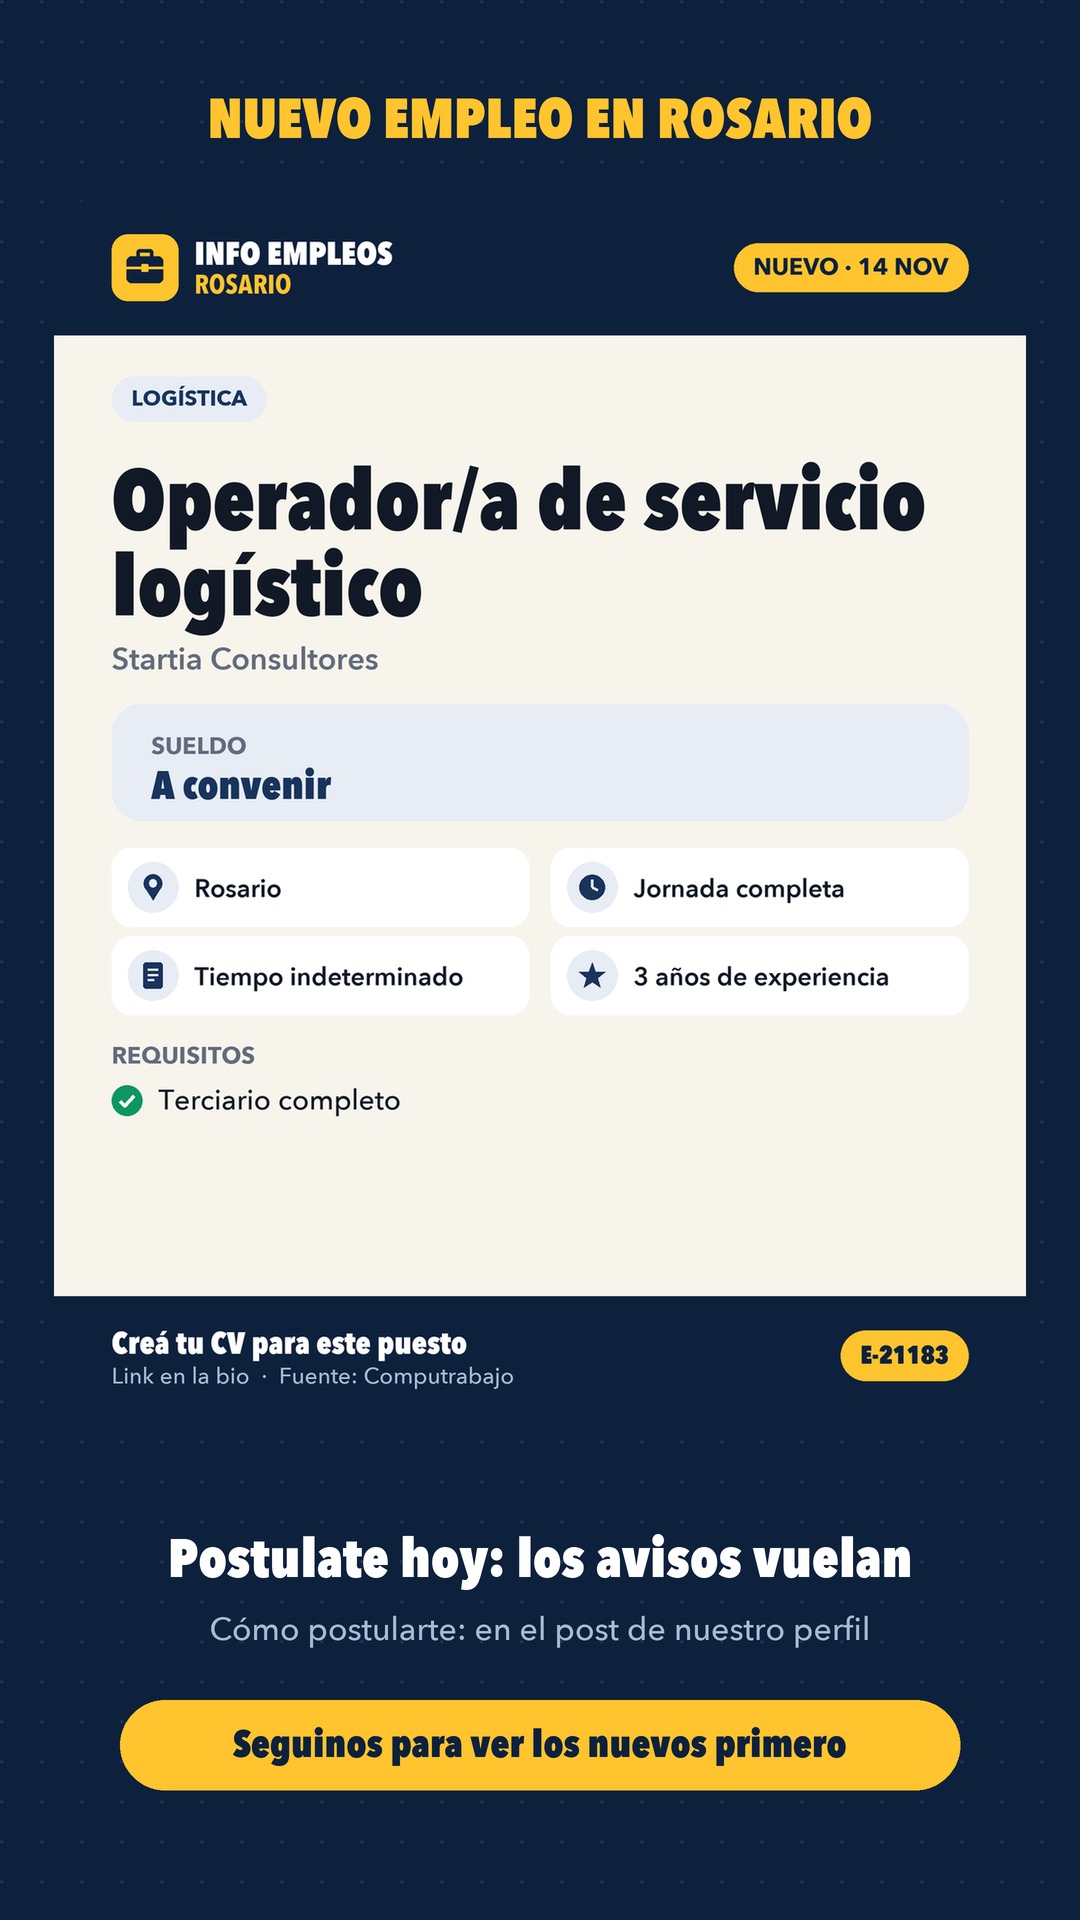 NUEVO EMPLEO EN ROSARIO
INFO EMPLEOS
ROSARIO
NUEVO · 14 NOV
LOGÍSTICA
Operador/a de servicio
logístico
Startia Consultores
SUELDO
A convenir
Rosario
Jornada completa
Tiempo indeterminado
3 años de experiencia
REQUISITOS
Terciario completo
Creá tu CV para este puesto
Link en la bio · Fuente: Computrabajo
E-21183
Postulate hoy: los avisos vuelan
Cómo postularte: en el post de nuestro perfil
Seguinos para ver los nuevos primero